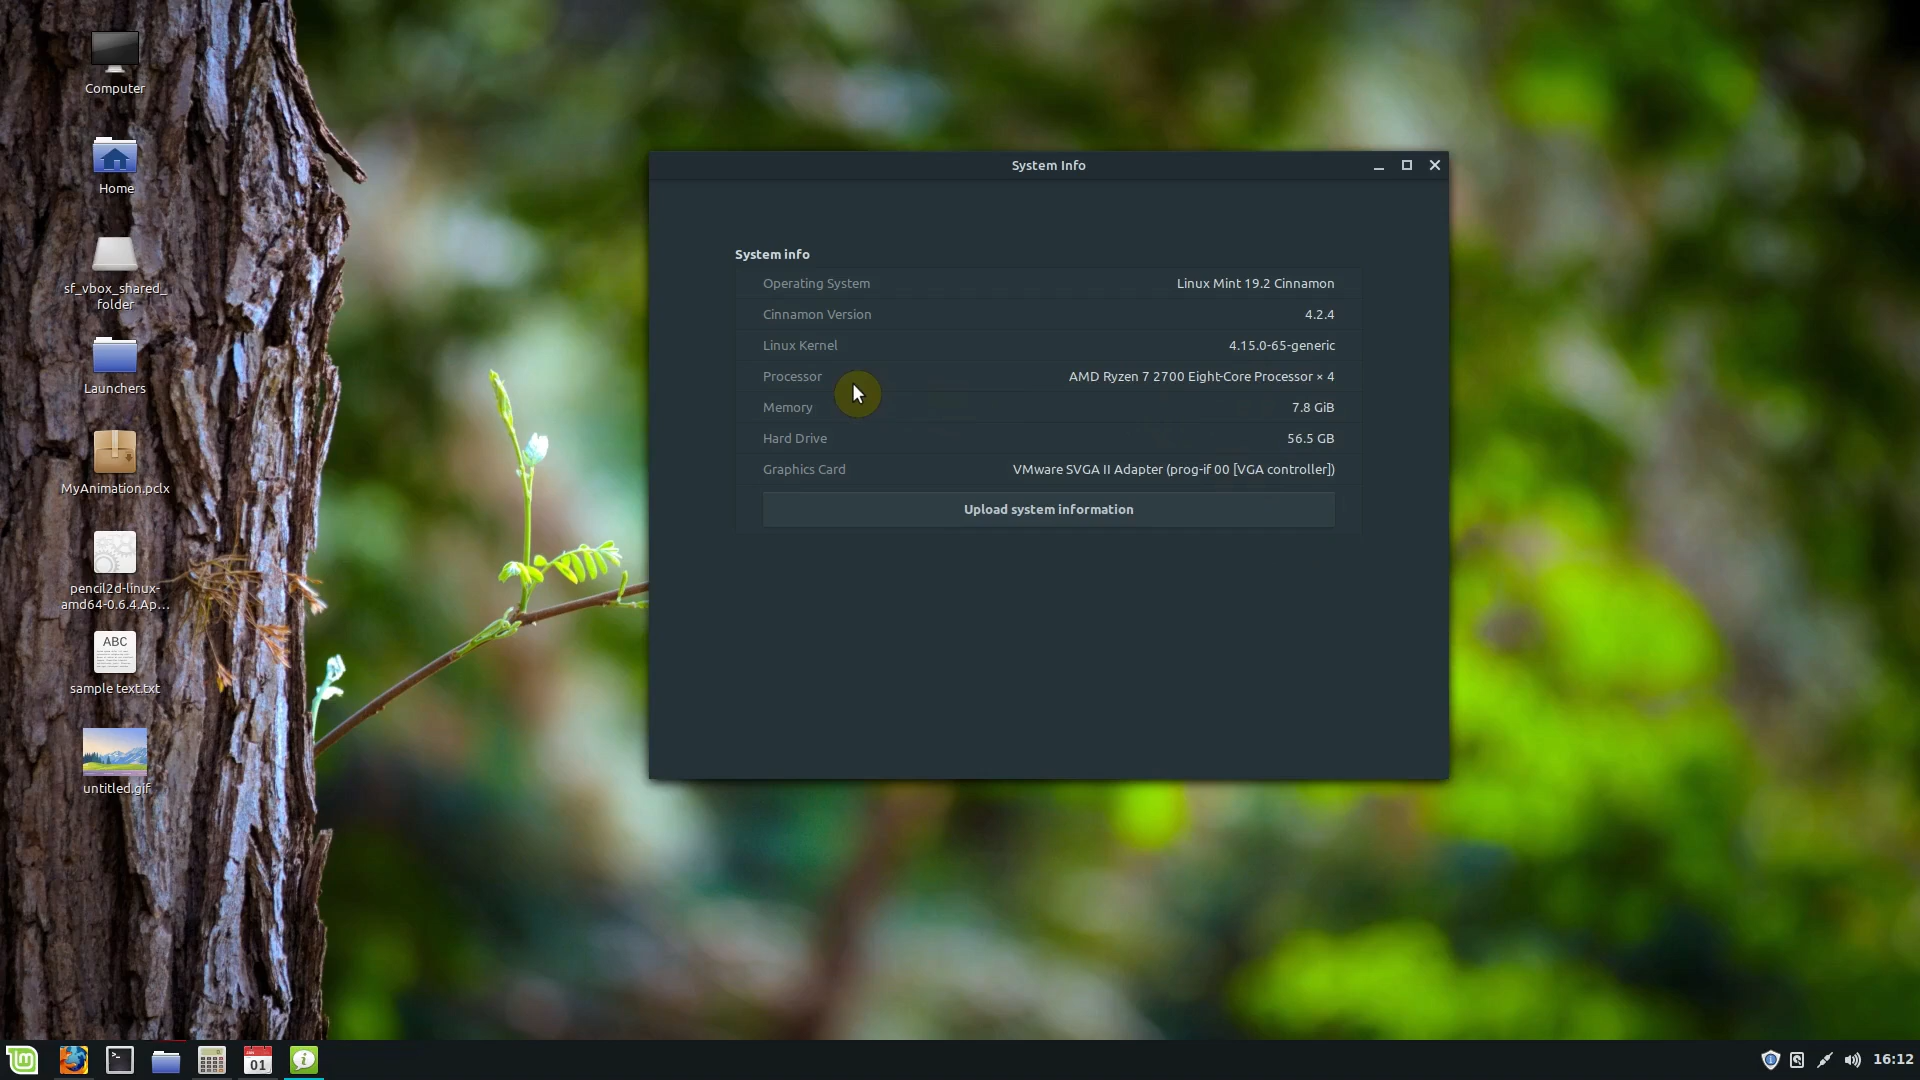 Computer
Home
sf_vbox_shared_
folder
Launchers
MyAnimation.pclx
pencil2d-linux-
amd64-0.6.4.Ap...
ABC
sample text.txt
untitled.gif
System Info
System info
Operating System Linux Mint 19.2 Cinnamon
Cinnamon Version 4.2.4
Linux Kernel 4.15.0-65-generic
Processor AMD Ryzen 7 2700 Eight-Core Processor × 4
Memory 7.8 GiB
Hard Drive 56.5 GB
Graphics Card VMware SVGA II Adapter (prog-if 00 [VGA controller])
Upload system information
01
16:12